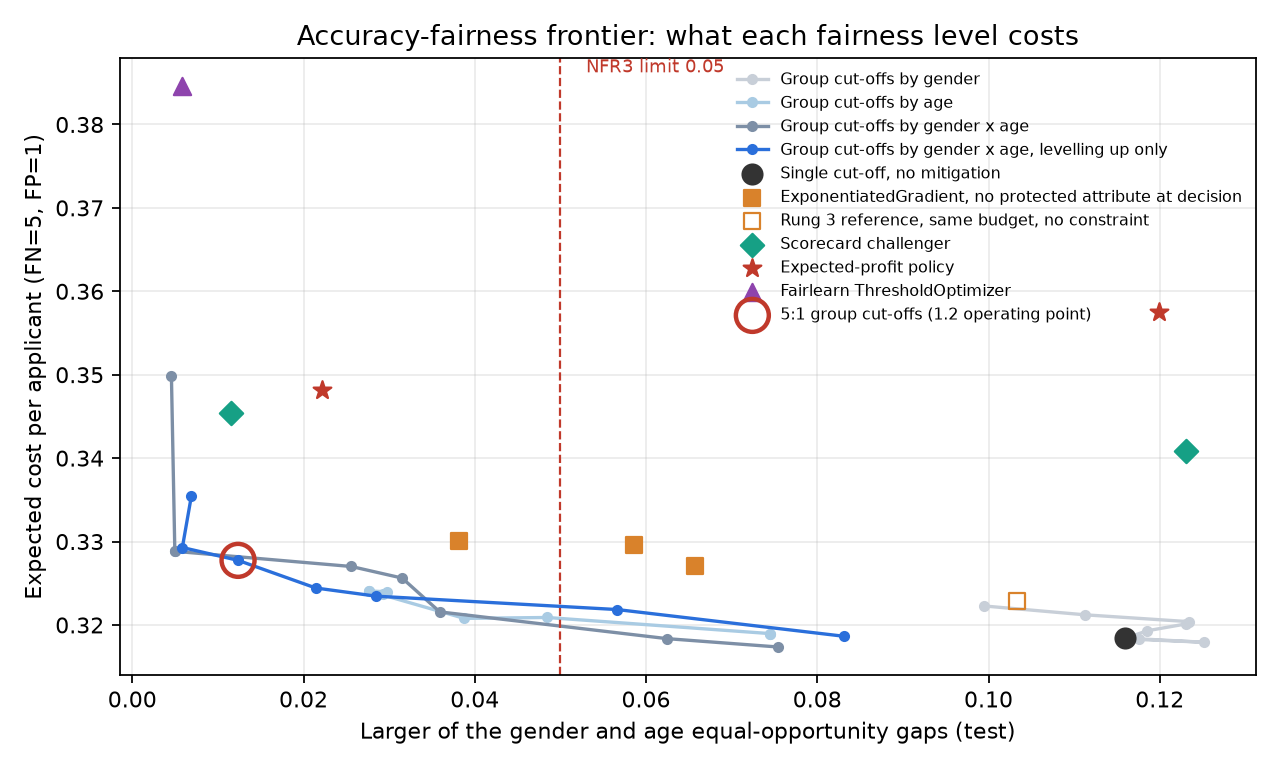 Accuracy-fairness frontier: what each fairness level costs
NFR3 limit 0.05
Group cut-offs by gender
Group cut-offs by age
Group cut-offs by gender x age
Group cut-offs by gender x age, levelling up only
Single cut-off, no mitigation
ExponentiatedGradient, no protected attribute at decision
Rung 3 reference, same budget, no constraint
Scorecard challenger
Expected-profit policy
Fairlearn ThresholdOptimizer
5:1 group cut-offs (1.2 operating point)
Expected cost per applicant (FN=5, FP=1)
0.38
0.37
0.36
0.35
0.34
0.33
0.32
0.00 0.02 0.04 0.06 0.08 0.10 0.12
Larger of the gender and age equal-opportunity gaps (test)